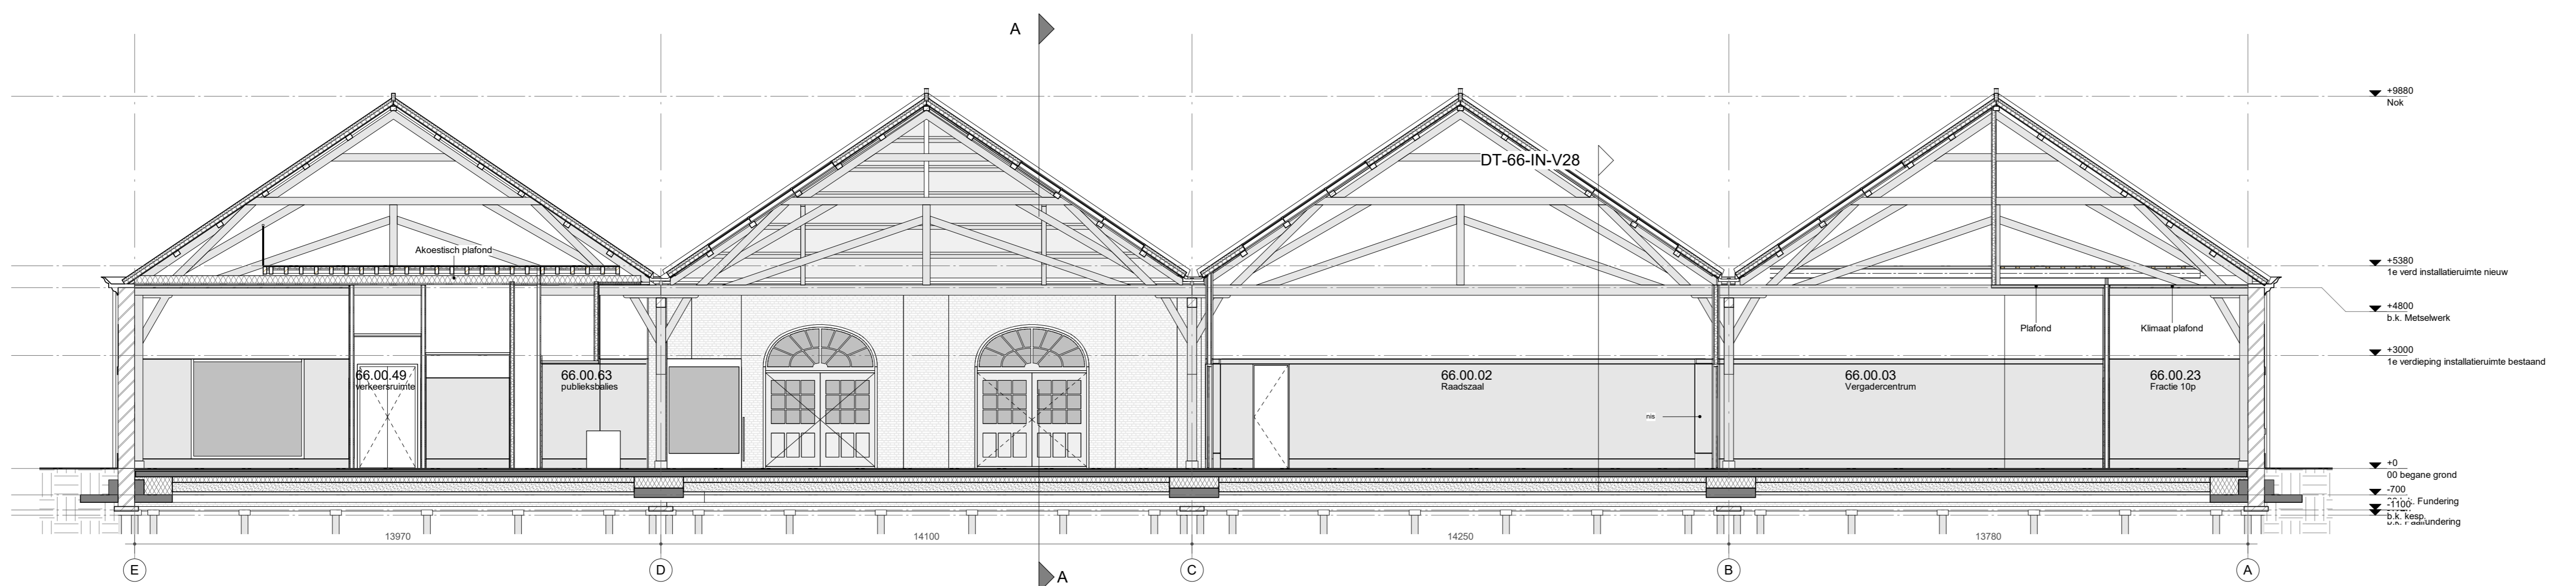 A
+9880
Nok
DT-66-IN-V28
Akoestisch plafond
+5380
1e verd installatieruimte nieuw
+4800
b.k. Metselwerk
Plafond
Klimaat plafond
+3000
1e verdieping installatieruimte bestaand
66.00.49
verkeersruimte
66.00.63
publieksbalies
66.00.02
Raadszaal
66.00.03
Vergadercentrum
66.00.23
Fractie 10p
nis
+0
00 begane grond
-700
Fundering
-1100
b.k. kesp
13970
14100
14250
13780
E
D
A
C
B
A